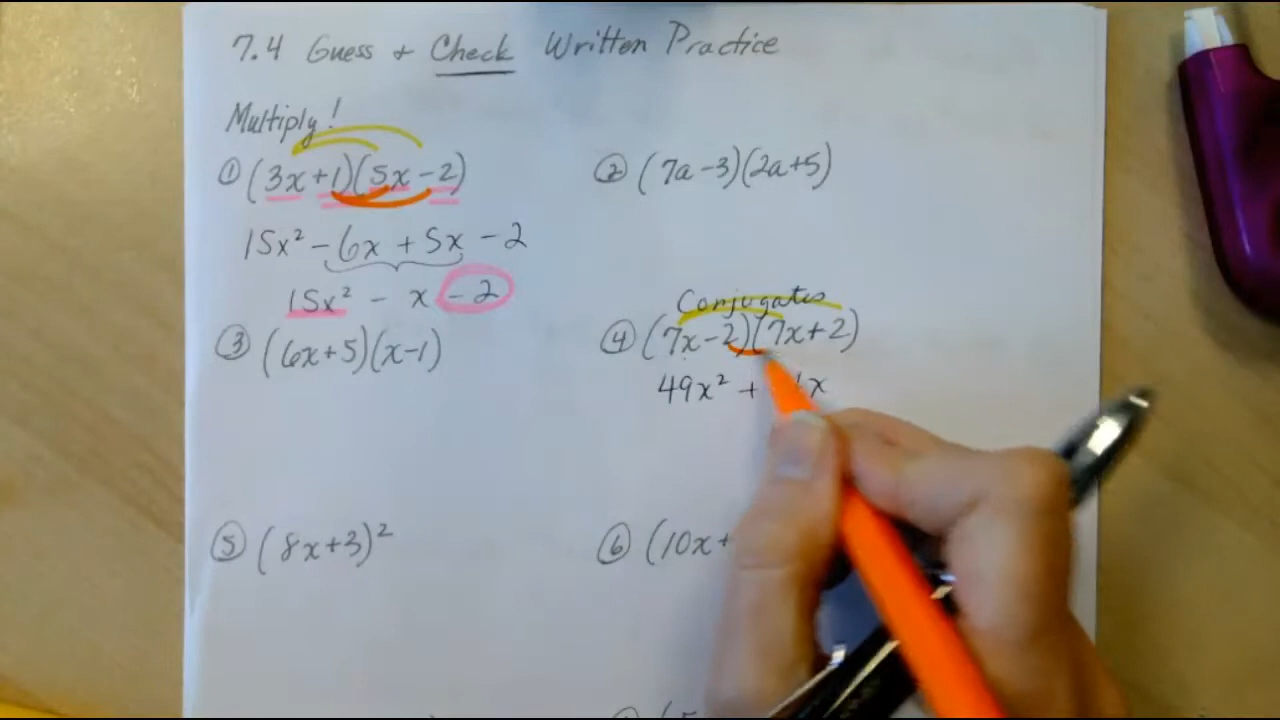 7.4 Guess + Check Written Practice
Multiply!
① (3x+1)(5x-2)
15x² - 6x + 5x - 2
15x² - x - 2
② (7a-3)(2a+5)
③ (6x+5)(x-1)
Conjugates
④ (7x-2)(7x+2)
49x² +
⑤ (8x+3)²
⑥ (10x+